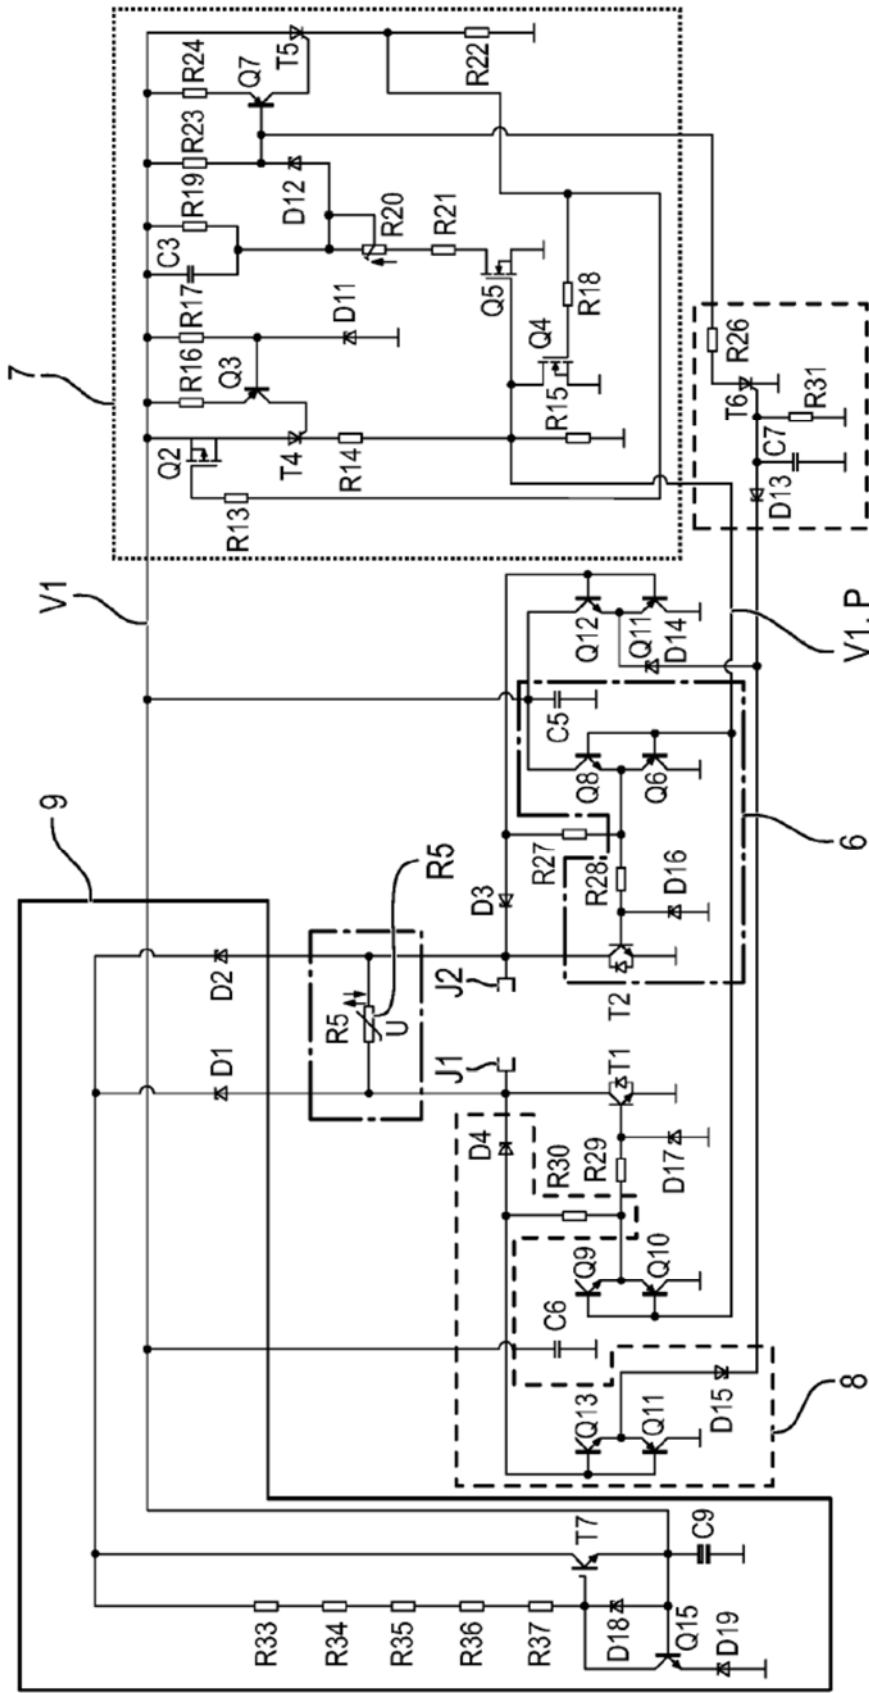 7
R24
Q7
T5
R22
R23
R19
D12
R20
R21
C3
R17
D11
Q5
R18
R16
Q3
Q4
Q2
T4
R14
R15
R13
R26
T6
R31
C7
D13
V1
V1, P
Q12
Q11
D14
C5
Q8
Q6
6
9
R5
R27
R28
D16
D3
D2
J2
T2
R5
U
D1
J1
T1
D4
R30
R29
D17
Q9
Q10
C6
Q13
Q11
D15
8
T7
C9
R33
R34
R35
R36
R37
D18
Q15
D19